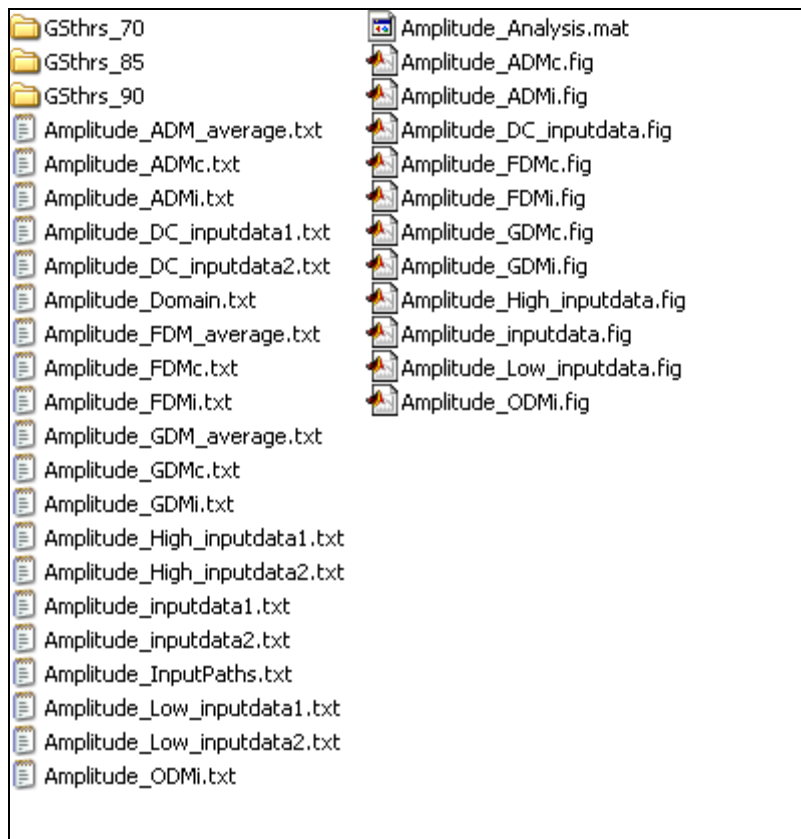 GSthrs_70
GSthrs_85
GSthrs_90
Amplitude_ADM_average.txt
Amplitude_ADMc.txt
Amplitude_ADMi.txt
Amplitude_DC_inputdata1.txt
Amplitude_DC_inputdata2.txt
Amplitude_Domain.txt
Amplitude_FDM_average.txt
Amplitude_FDMc.txt
Amplitude_FDMi.txt
Amplitude_GDM_average.txt
Amplitude_GDMc.txt
Amplitude_GDMi.txt
Amplitude_High_inputdata1.txt
Amplitude_High_inputdata2.txt
Amplitude_inputdata1.txt
Amplitude_inputdata2.txt
Amplitude_InputPaths.txt
Amplitude_Low_inputdata1.txt
Amplitude_Low_inputdata2.txt
Amplitude_ODMi.txt
Amplitude_Analysis.mat
Amplitude_ADMc.fig
Amplitude_ADMi.fig
Amplitude_DC_inputdata.fig
Amplitude_FDMc.fig
Amplitude_FDMi.fig
Amplitude_GDMc.fig
Amplitude_GDMi.fig
Amplitude_High_inputdata.fig
Amplitude_inputdata.fig
Amplitude_Low_inputdata.fig
Amplitude_ODMi.fig